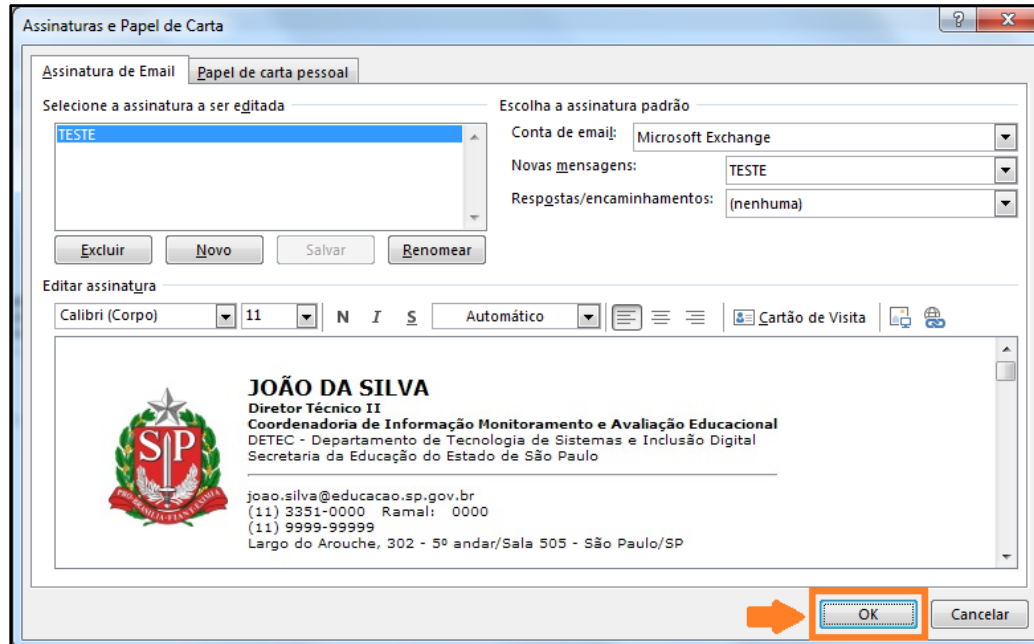 Assinaturas e Papel de Carta
Assinatura de Email
Papel de carta pessoal
Selecione a assinatura a ser editada
TESTE
Excluir
Novo
Salvar
Renomear
Escolha a assinatura padrão
Conta de email: Microsoft Exchange
Novas mensagens: TESTE
Respostas/encaminhamentos: (nenhuma)
Editar assinatura
Calibri (Corpo) 11 N I S Automático Cartão de Visita
SP
PRO·BRASILIA·FIANT·EXIMIA
JOÃO DA SILVA
Diretor Técnico II
Coordenadoria de Informação Monitoramento e Avaliação Educacional
DETEC - Departamento de Tecnologia de Sistemas e Inclusão Digital
Secretaria da Educação do Estado de São Paulo
joao.silva@educacao.sp.gov.br
(11) 3351-0000 Ramal: 0000
(11) 9999-99999
Largo do Arouche, 302 - 5º andar/Sala 505 - São Paulo/SP
OK
Cancelar